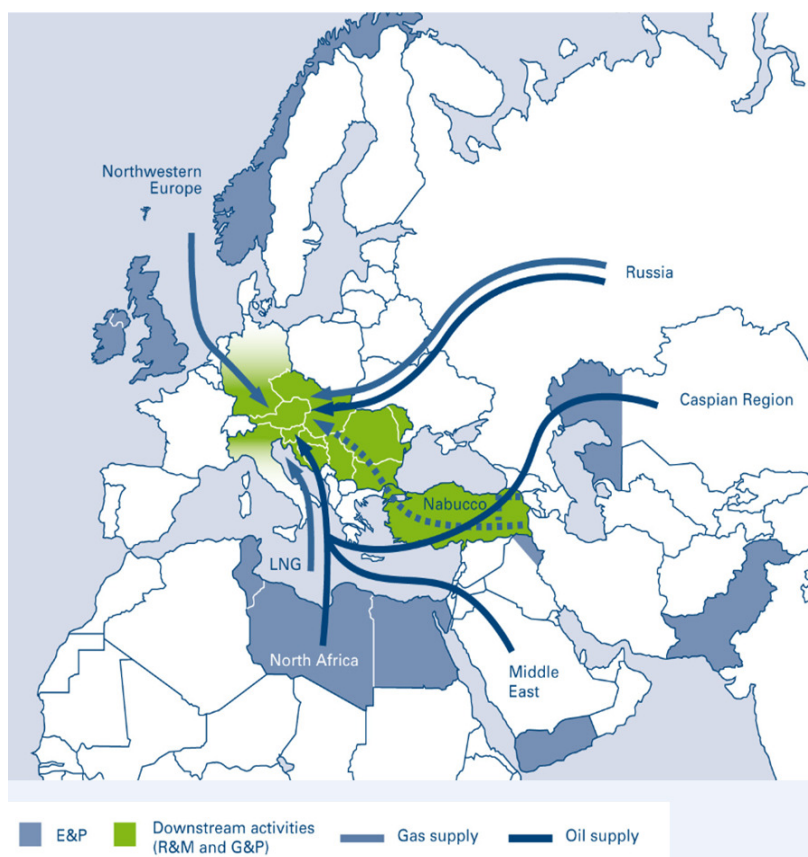 Northwestern
Europe
Russia
Caspian Region
Nabucco
LNG
North Africa
Middle
East
E&P
Downstream activities
(R&M and G&P)
Gas supply
Oil supply